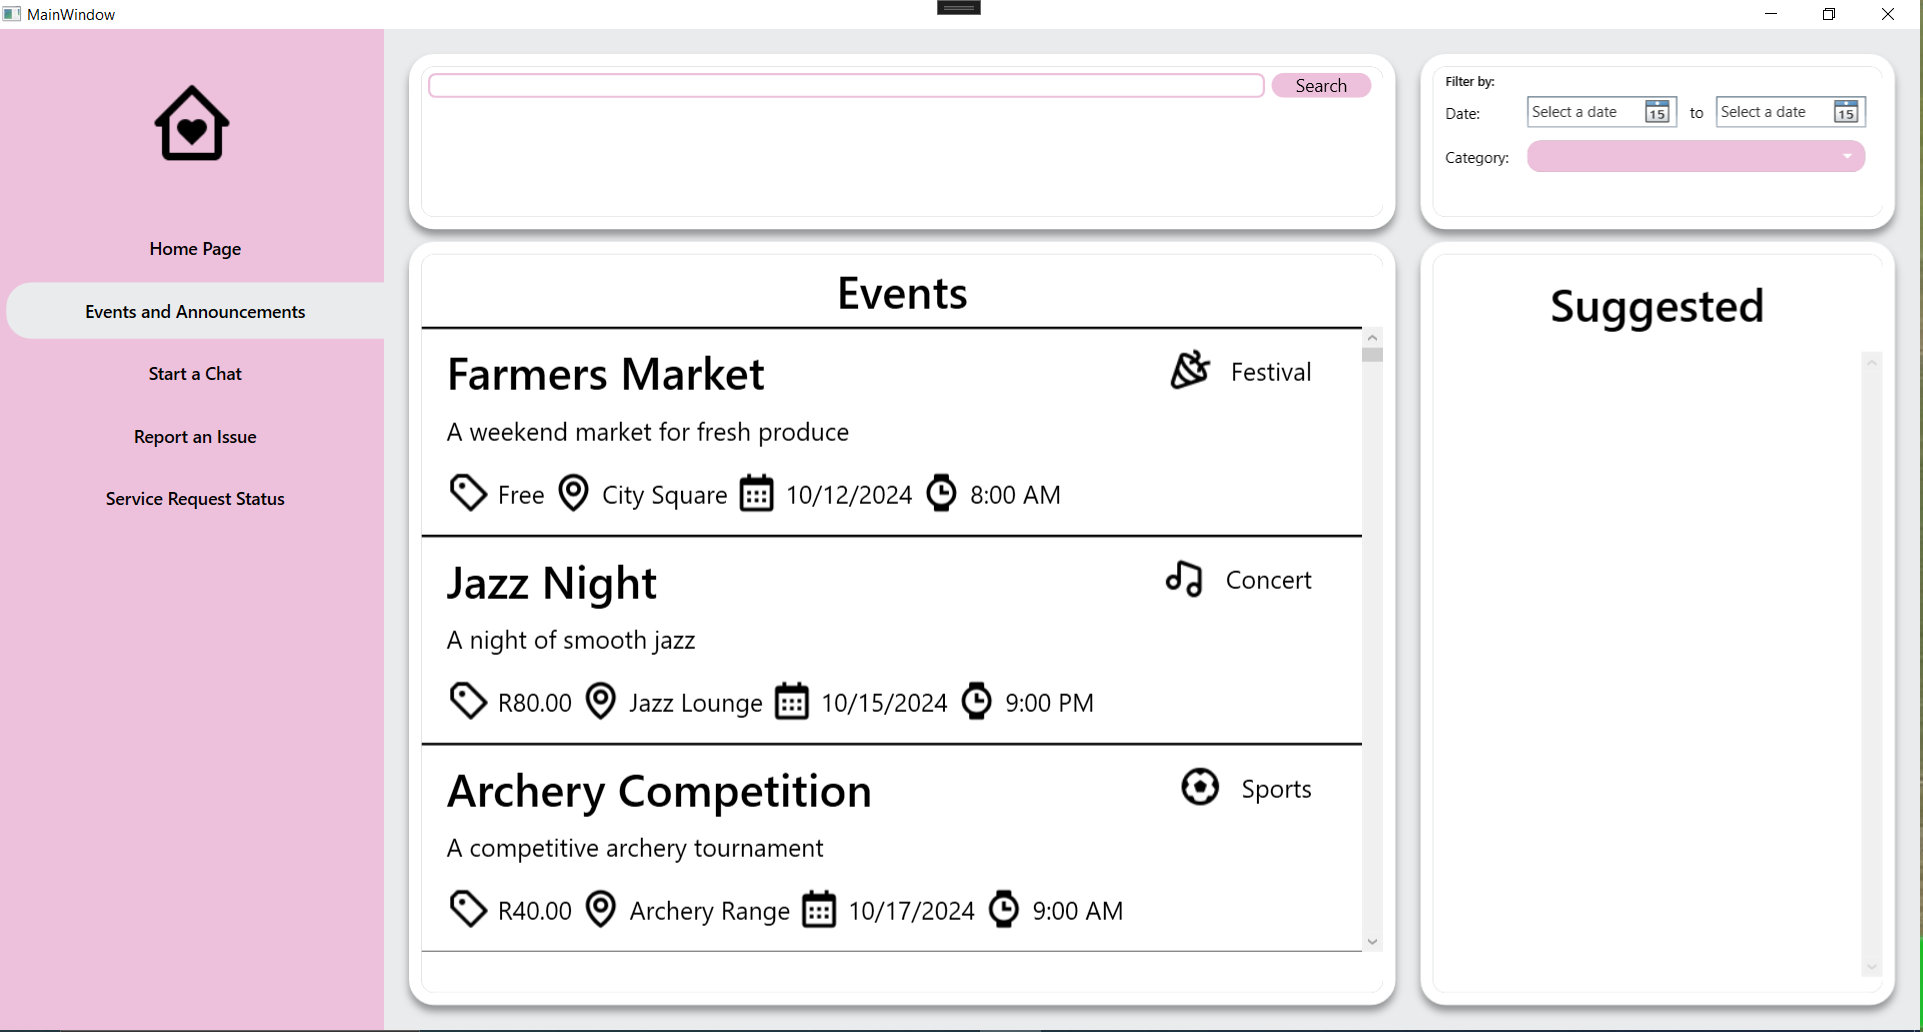 MainWindow
Home Page
Events and Announcements
Start a Chat
Report an Issue
Service Request Status
Search
Filter by:
Date: Select a date 15 to Select a date 15
Category:
Events
Farmers Market Festival
A weekend market for fresh produce
Free City Square 10/12/2024 8:00 AM
Jazz Night Concert
A night of smooth jazz
R80.00 Jazz Lounge 10/15/2024 9:00 PM
Archery Competition Sports
A competitive archery tournament
R40.00 Archery Range 10/17/2024 9:00 AM
Suggested